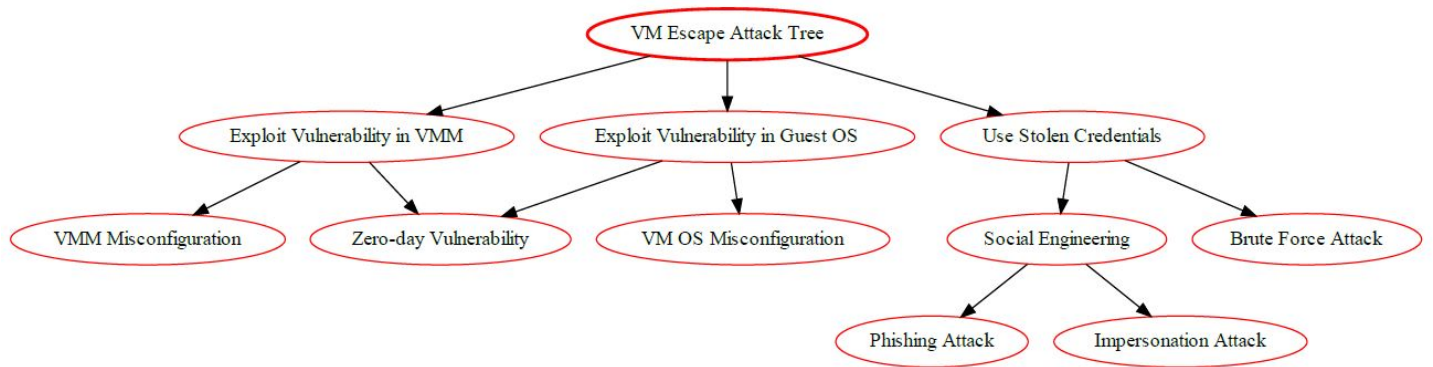 VM Escape Attack Tree
Exploit Vulnerability in VMM
Exploit Vulnerability in Guest OS
Use Stolen Credentials
VMM Misconfiguration
Zero-day Vulnerability
VM OS Misconfiguration
Social Engineering
Brute Force Attack
Phishing Attack
Impersonation Attack